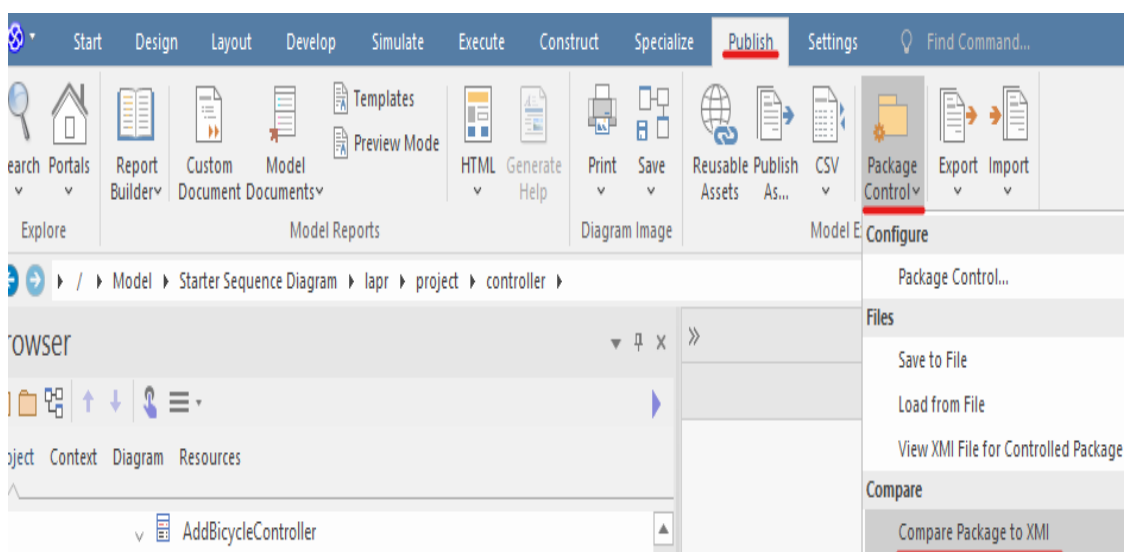 Start Design Layout Develop Simulate Execute Construct Specialize Publish Settings Find Command...
Templates
Preview Mode
earch Portals Report Custom Model HTML Generate Print Save Reusable Publish CSV Package Export Import
Builder Document Documents Help Assets As... Control
Explore Model Reports Diagram Image Model E
Configure
/ Model Starter Sequence Diagram lapr project controller
Package Control...
Files
rowser
Save to File
Load from File
View XMI File for Controlled Package
oject Context Diagram Resources
Compare
AddBicycleController
Compare Package to XMI